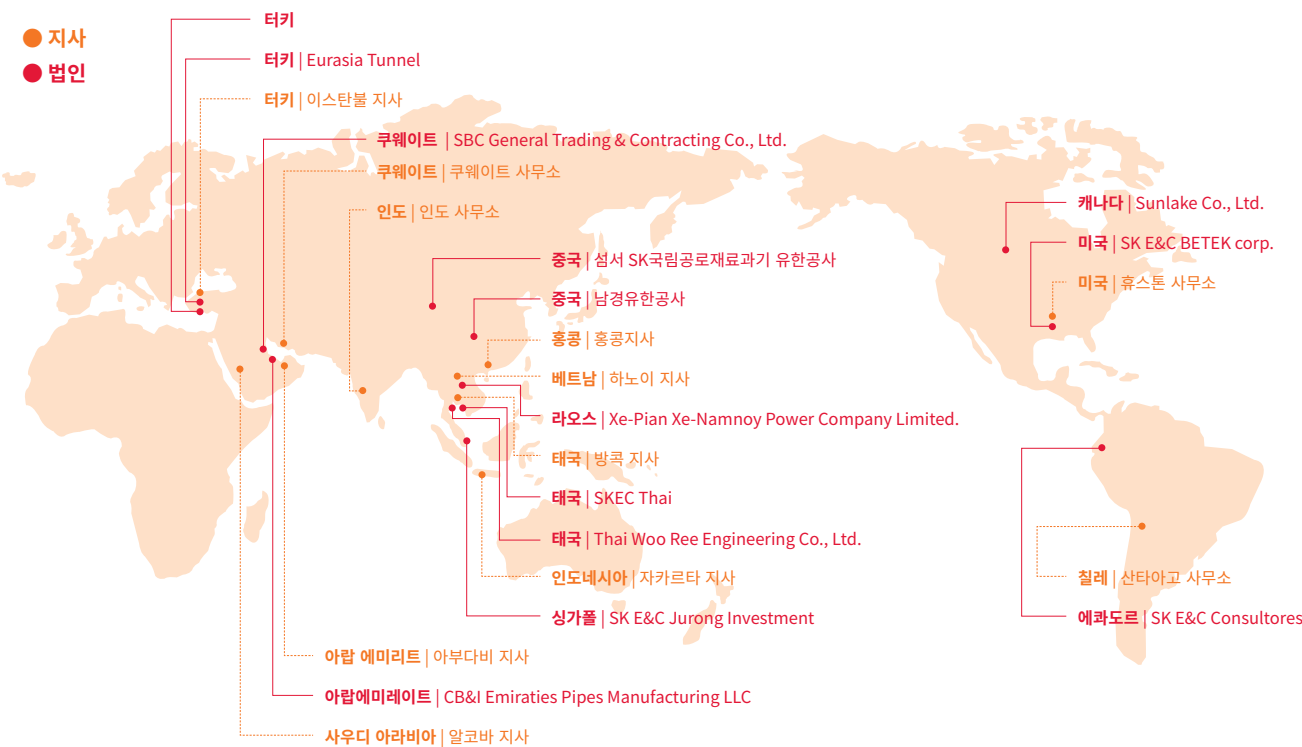 지사
법인
터키
터키 | Eurasia Tunnel
터키 | 이스탄불 지사
쿠웨이트 | SBC General Trading & Contracting Co., Ltd.
쿠웨이트 | 쿠웨이트 사무소
인도 | 인도 사무소
중국 | 섬서 SK국림공로재료과기 유한공사
중국 | 남경유한공사
홍콩 | 홍콩지사
베트남 | 하노이 지사
라오스 | Xe-Pian Xe-Namnoy Power Company Limited.
태국 | 방콕 지사
태국 | SKEC Thai
태국 | Thai Woo Ree Engineering Co., Ltd.
인도네시아 | 자카르타 지사
싱가폴 | SK E&C Jurong Investment
아랍 에미리트 | 아부다비 지사
아랍에미레이트 | CB&I Emiraties Pipes Manufacturing LLC
사우디 아라비아 | 알코바 지사
캐나다 | Sunlake Co., Ltd.
미국 | SK E&C BETEK corp.
미국 | 휴스톤 사무소
칠레 | 산타아고 사무소
에콰도르 | SK E&C Consultores